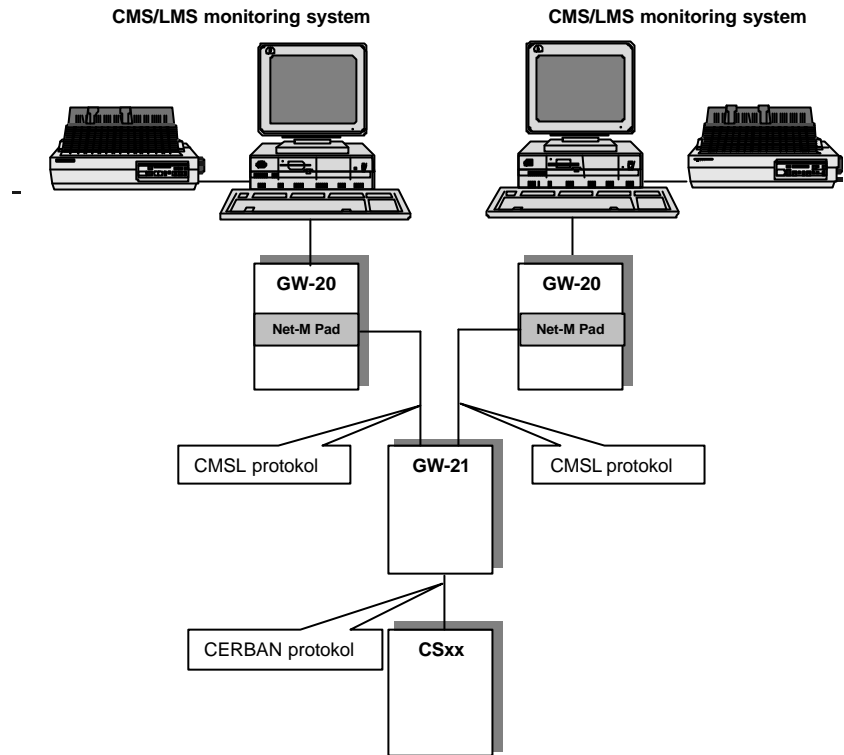 CMS/LMS monitoring system
CMS/LMS monitoring system
GW-20
GW-20
Net-M Pad
Net-M Pad
CMSL protokol
GW-21
CMSL protokol
CERBAN protokol
CSxx